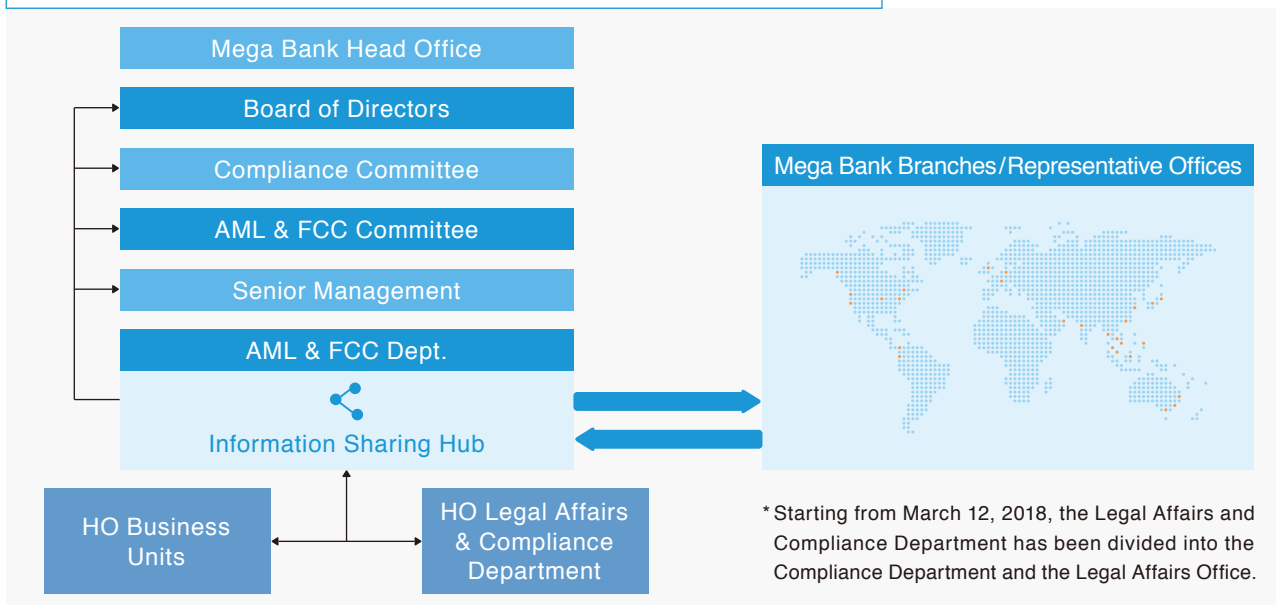 Mega Bank Head Office
Board of Directors
Compliance Committee
AML & FCC Committee
Senior Management
AML & FCC Dept.
Information Sharing Hub
HO Business
Units
HO Legal Affairs
& Compliance
Department
Mega Bank Branches/Representative Offices
* Starting from March 12, 2018, the Legal Affairs and
Compliance Department has been divided into the
Compliance Department and the Legal Affairs Office.